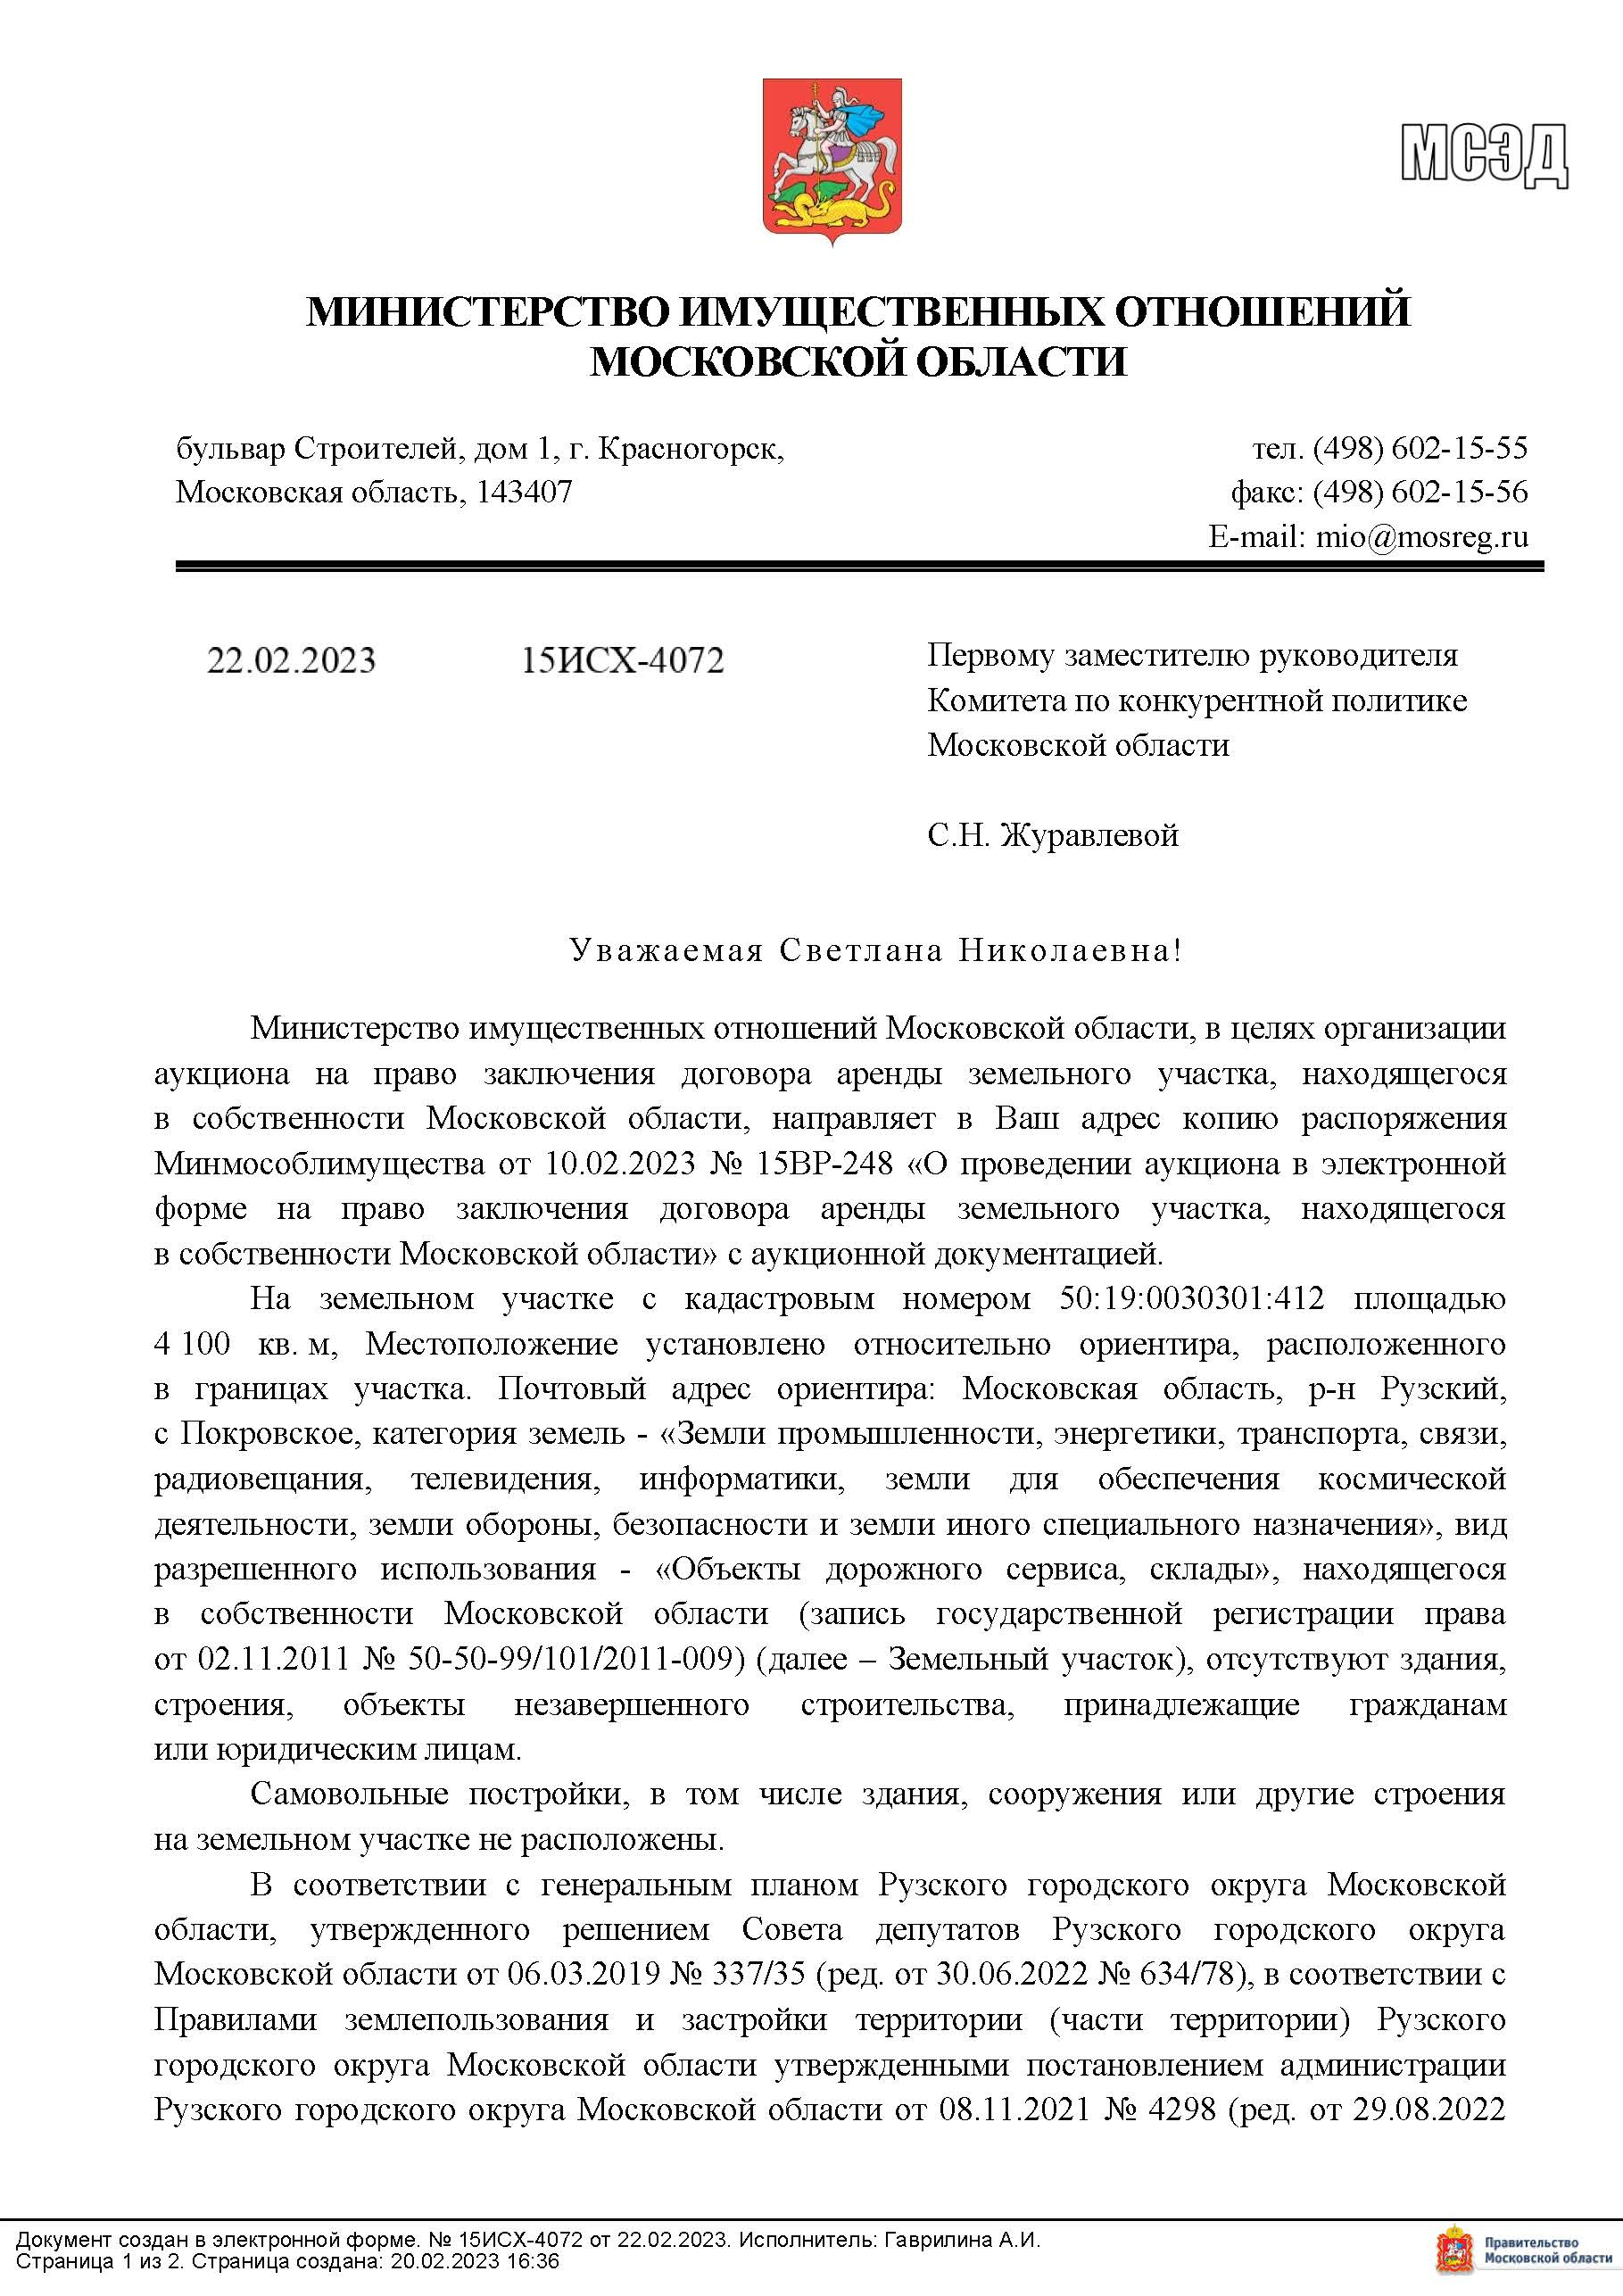 МСЭД
МИНИСТЕРСТВО ИМУЩЕСТВЕННЫХ ОТНОШЕНИЙ
МОСКОВСКОЙ ОБЛАСТИ
бульвар Строителей, дом 1, г. Красногорск,
Московская область, 143407
тел. (498) 602-15-55
факс: (498) 602-15-56
E-mail: mio@mosreg.ru
22.02.2023 15ИСХ-4072
Первому заместителю руководителя
Комитета по конкурентной политике
Московской области
С.Н. Журавлевой
Уважаемая Светлана Николаевна!
Министерство имущественных отношений Московской области, в целях организации
аукциона на право заключения договора аренды земельного участка, находящегося
в собственности Московской области, направляет в Ваш адрес копию распоряжения
Минмособлимущества от 10.02.2023 № 15ВР-248 «О проведении аукциона в электронной
форме на право заключения договора аренды земельного участка, находящегося
в собственности Московской области» с аукционной документацией.
На земельном участке с кадастровым номером 50:19:0030301:412 площадью
4 100 кв. м, Местоположение установлено относительно ориентира, расположенного
в границах участка. Почтовый адрес ориентира: Московская область, р-н Рузский,
с Покровское, категория земель - «Земли промышленности, энергетики, транспорта, связи,
радиовещания, телевидения, информатики, земли для обеспечения космической
деятельности, земли обороны, безопасности и земли иного специального назначения», вид
разрешенного использования - «Объекты дорожного сервиса, склады», находящегося
в собственности Московской области (запись государственной регистрации права
от 02.11.2011 № 50-50-99/101/2011-009) (далее – Земельный участок), отсутствуют здания,
строения, объекты незавершенного строительства, принадлежащие гражданам
или юридическим лицам.
Самовольные постройки, в том числе здания, сооружения или другие строения
на земельном участке не расположены.
В соответствии с генеральным планом Рузского городского округа Московской
области, утвержденного решением Совета депутатов Рузского городского округа
Московской области от 06.03.2019 № 337/35 (ред. от 30.06.2022 № 634/78), в соответствии с
Правилами землепользования и застройки территории (части территории) Рузского
городского округа Московской области утвержденными постановлением администрации
Рузского городского округа Московской области от 08.11.2021 № 4298 (ред. от 29.08.2022
Документ создан в электронной форме. № 15ИСХ-4072 от 22.02.2023. Исполнитель: Гаврилина А.И.
Страница 1 из 2. Страница создана: 20.02.2023 16:36
Правительство
Московской области